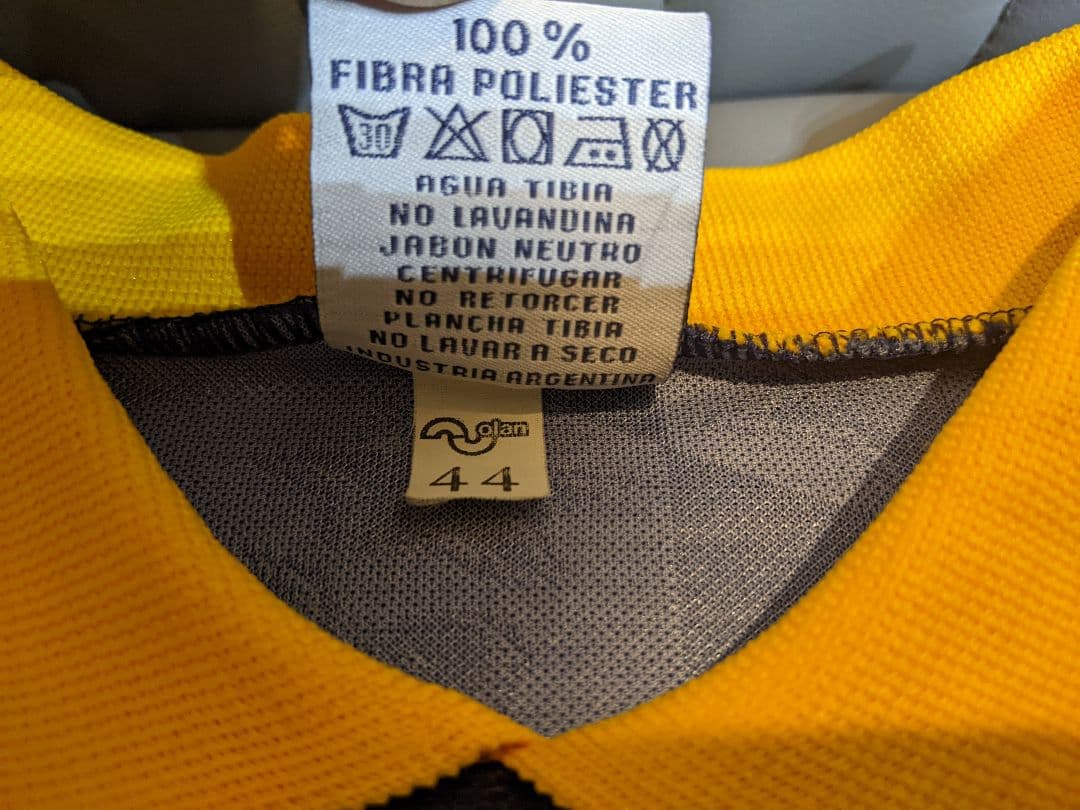 100 %
FIBRA POLIESTER
30
AGUA TIBIA
NO LAVANDINA
JABON NEUTRO
CENTRIFUGAR
NO RETORCER
PLANCHA TIBIA
NO LAVAR A SECO
INDUSTRIA ARGENTINA
olan
44